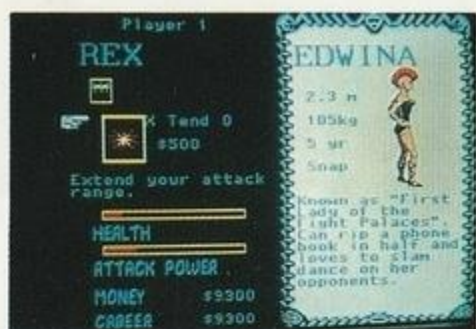 Player 1
REX
X Tend 0
$500
Extend your attack
range.
HEALTH
ATTACK POWER
MONEY $9300
CAREER $9300
EDWINA
2.3 m
105kg
5 yr
Snap
Known as "First
Lady of the
Fight Palaces".
Can rip a phone
book in half and
loves to slam
dance on her
opponents.